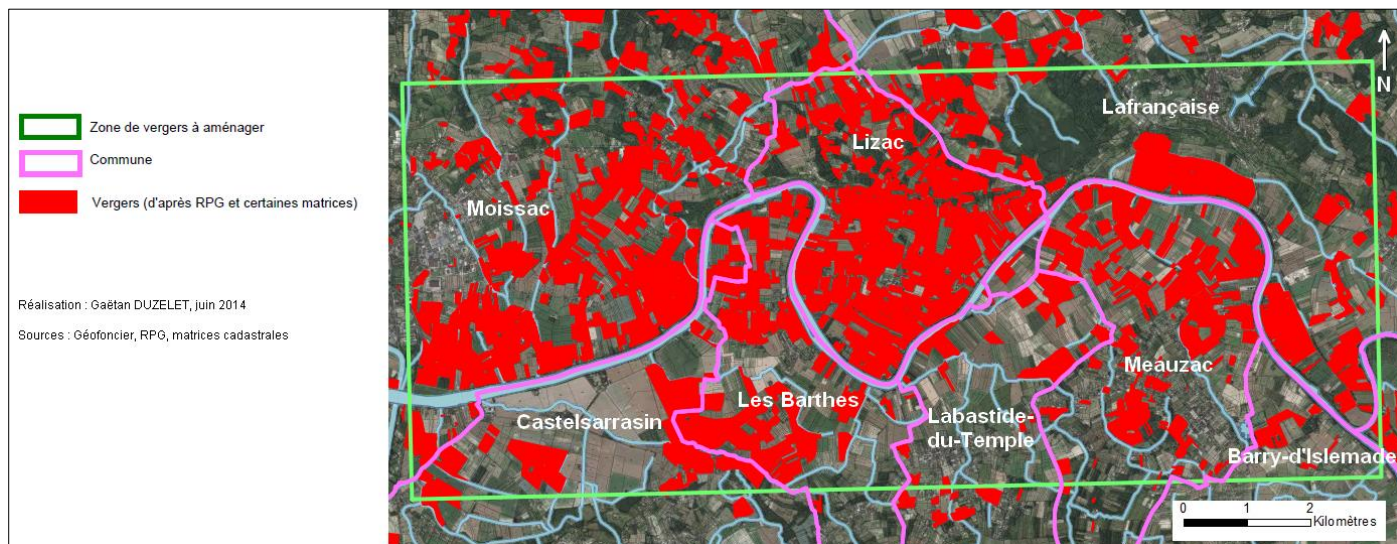 Zone de vergers à aménager
Commune
Vergers (d'après RPG et certaines matrices)
Réalisation : Gaëtan DUZELET, juin 2014
Sources : Géofoncier, RPG, matrices cadastrales
N
Lafrançaise
Lizac
Moissac
Meauzac
Les Barthes
Castelsarrasin
Labastide-
du-Temple
Barry-d'Islemade
0 1 2
Kilomètres